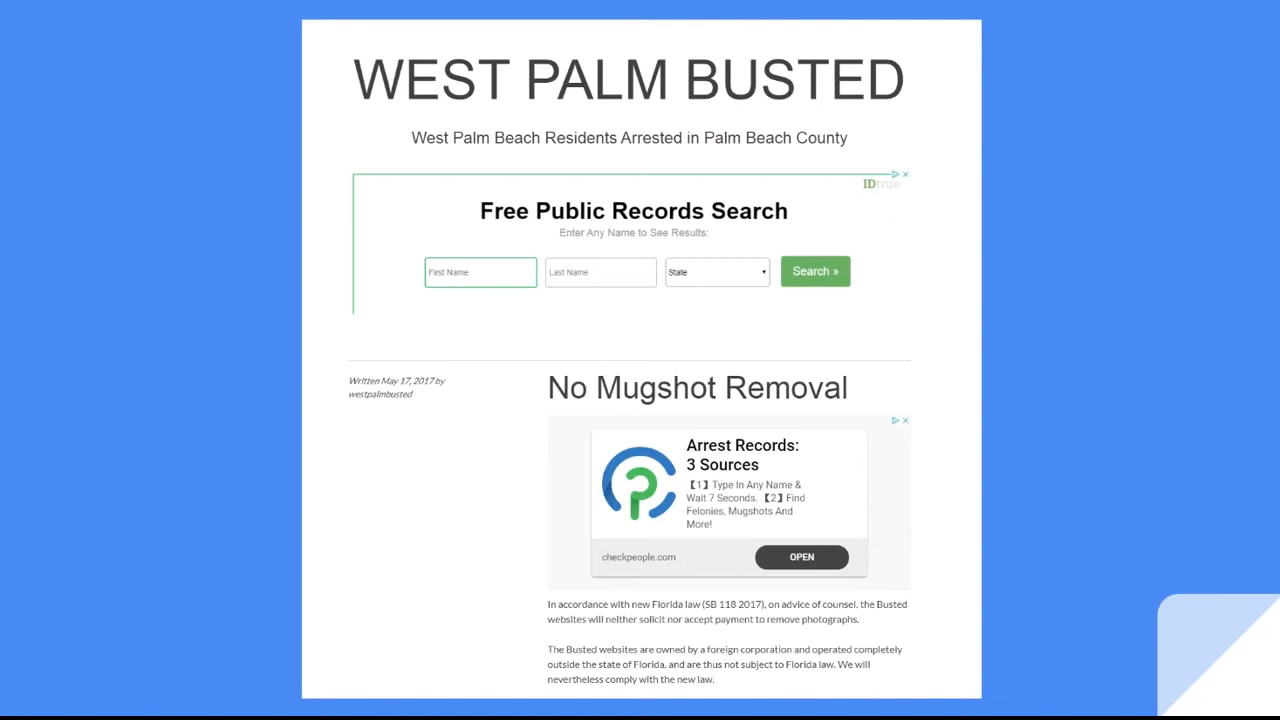 WEST PALM BUSTED
West Palm Beach Residents Arrested in Palm Beach County
IDtrue
Free Public Records Search
Enter Any Name to See Results:
First Name
Last Name
State
Search »
Written May 17, 2017 by
westpalmbusted
No Mugshot Removal
Arrest Records:
3 Sources
【1】Type In Any Name &
Wait 7 Seconds. 【2】Find
Felonies, Mugshots And
More!
checkpeople.com
OPEN
In accordance with new Florida law (SB 118 2017), on advice of counsel, the Busted
websites will neither solicit nor accept payment to remove photographs.
The Busted websites are owned by a foreign corporation and operated completely
outside the state of Florida, and are thus not subject to Florida law. We will
nevertheless comply with the new law.